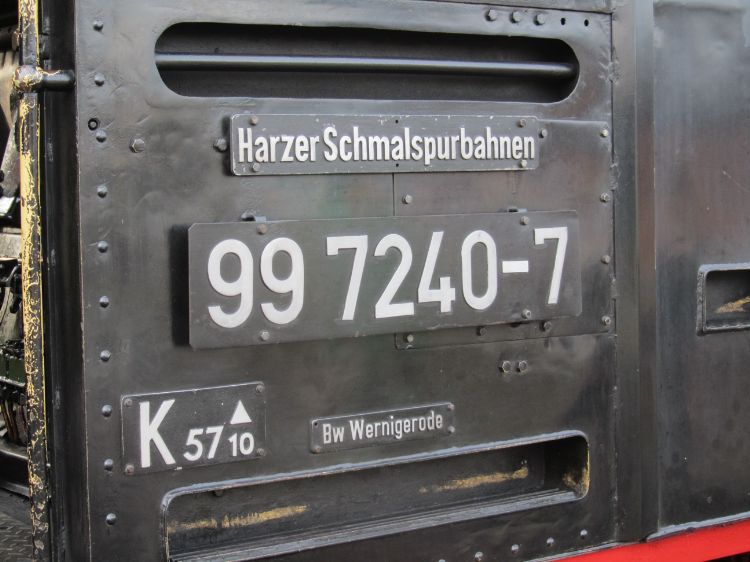 Harzer Schmalspurbahnen
99 7240-7
K 57 10
Bw Wernigerode